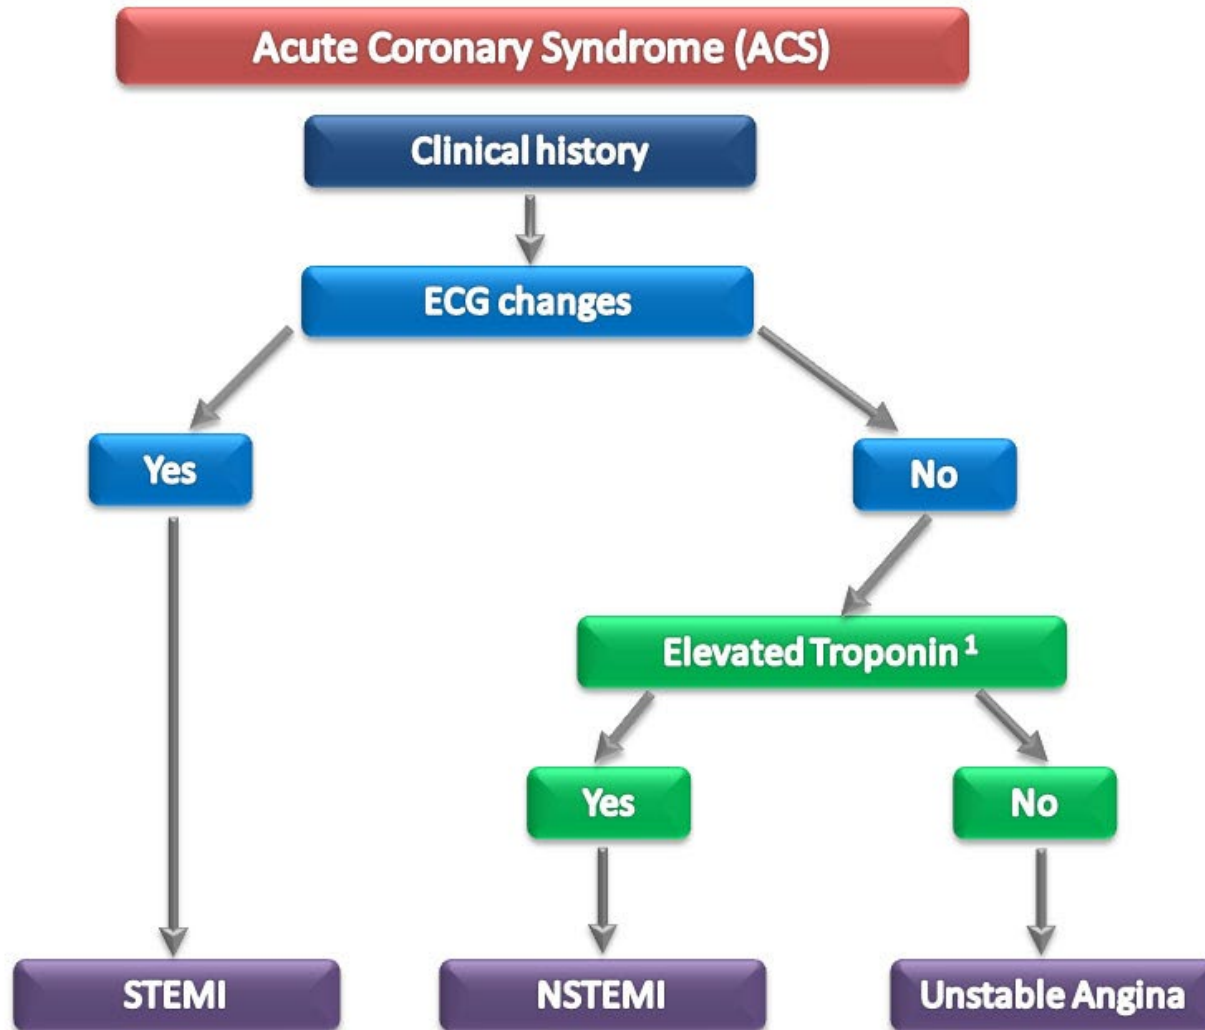 Acute Coronary Syndrome (ACS)
Clinical history
ECG changes
Yes
No
Elevated Troponin ¹
Yes
No
STEMI
NSTEMI
Unstable Angina